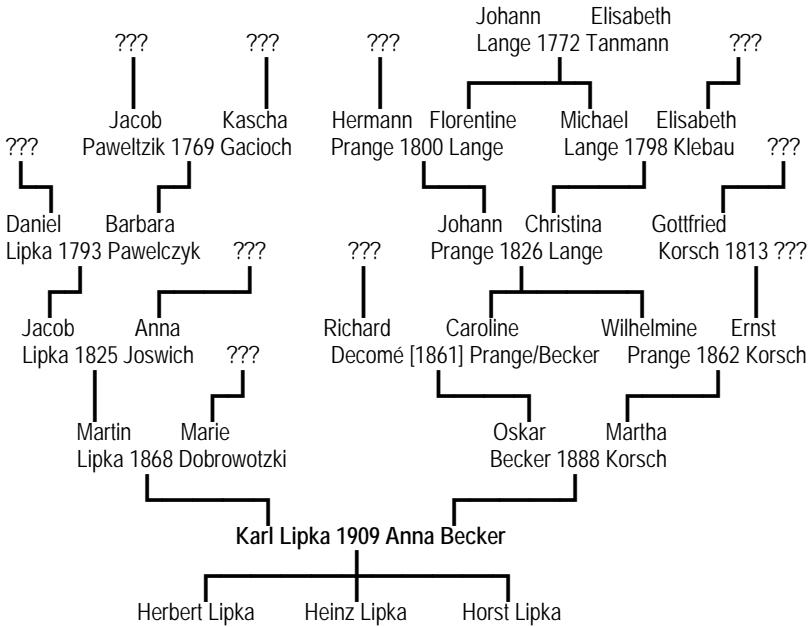 Johann Elisabeth
??? ??? ??? Lange 1772 Tanmann ???
Jacob Kascha Hermann Florentine Michael Elisabeth
??? Paweltzik 1769 Gacioch Prange 1800 Lange Lange 1798 Klebau ???
Daniel Barbara Johann Christina Gottfried
Lipka 1793 Pawelczyk ??? ??? Prange 1826 Lange Korsch 1813 ???
Jacob Anna Richard Caroline Wilhelmine Ernst
Lipka 1825 Joswich ??? Decomé [1861] Prange/Becker Prange 1862 Korsch
Martin Marie Oskar Martha
Lipka 1868 Dobrowotzki Becker 1888 Korsch
Karl Lipka 1909 Anna Becker
Herbert Lipka Heinz Lipka Horst Lipka